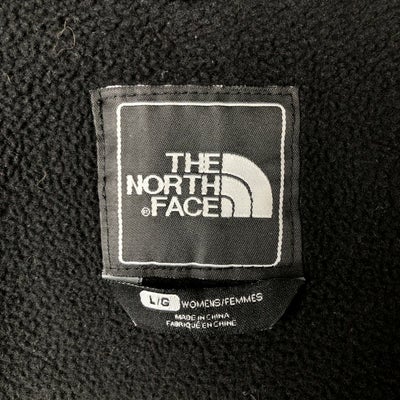 THE
NORTH
®FACE
L/G WOMENS/FEMMES
MADE IN CHINA
FABRIQUÉ EN CHINE